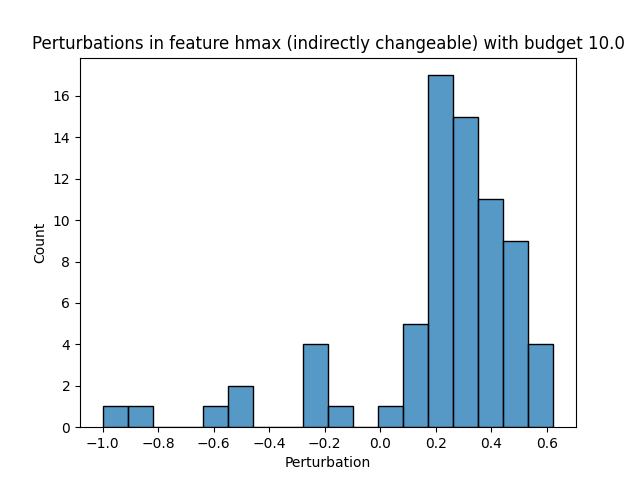 Perturbations in feature hmax (indirectly changeable) with budget 10.0
16
14
12
10
8
6
4
2
0
Count
−1.0 −0.8 −0.6 −0.4 −0.2 0.0 0.2 0.4 0.6
Perturbation